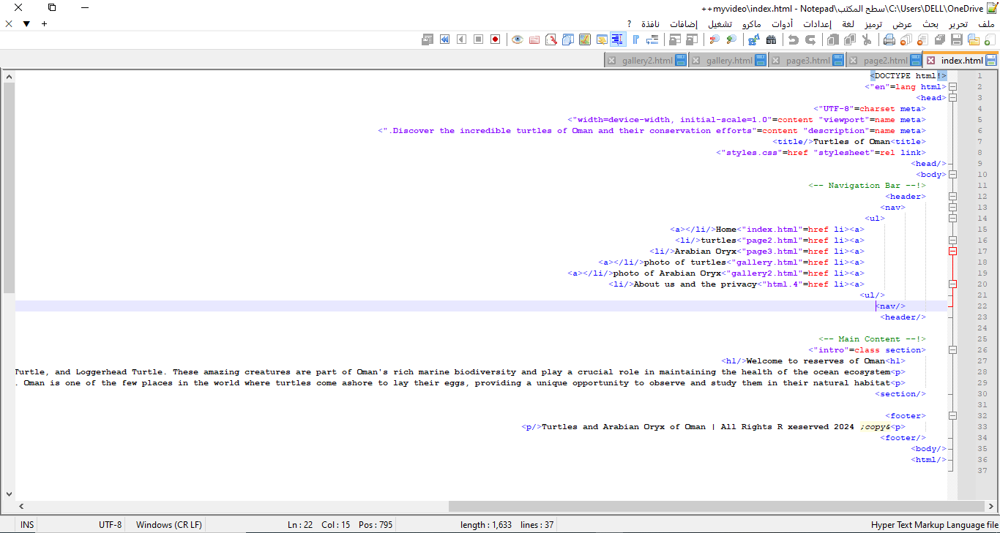 ++myvideo\index.html - Notepad\سطح المكتب\C:\Users\DELL\OneDrive
ملف تحرير بحث عرض ترميز لغة إعدادات أدوات ماكرو تشغيل إضافات نافذة ?
gallery2.html gallery.html page3.html page2.html index.html
<DOCTYPE html!> 1
<"en"=lang html> 2
<head> 3
<"UTF-8"=charset meta> 4
<"width=device-width, initial-scale=1.0"=content "viewport"=name meta> 5
<".Discover the incredible turtles of Oman and their conservation efforts"=content "description"=name meta> 6
<title/>Turtles of Oman<title> 7
<"styles.css"=href "stylesheet"=rel link> 8
<head/> 9
<body> 10
<-- Navigation Bar --!> 11
<header> 12
<nav> 13
<ul> 14
<a></li/>Home<"index.html"=href li><a> 15
<li/>turtles<"page2.html"=href li><a> 16
<li/>Arabian Oryx<"page3.html"=href li><a> 17
<a></li/>photo of turtles<"gallery.html"=href li><a> 18
<a></li/>photo of Arabian Oryx<"gallery2.html"=href li><a> 19
<li/>About us and the privacy<"html.4"=href li><a> 20
<ul/> 21
<nav/> 22
<header/> 23
24
<-- Main Content --!> 25
<"intro"=class section> 26
<h1/>Welcome to reserves of Oman<h1> 27
Turtle, and Loggerhead Turtle. These amazing creatures are part of Oman's rich marine biodiversity and play a crucial role in maintaining the health of the ocean ecosystem<p> 28
. Oman is one of the few places in the world where turtles come ashore to lay their eggs, providing a unique opportunity to observe and study them in their natural habitat<p> 29
<section/> 30
31
<footer> 32
<p/>Turtles and Arabian Oryx of Oman | All Rights R xeserved 2024 ;copy&<p> 33
<footer/> 34
<body/> 35
<html/> 36
37
INS UTF-8 Windows (CR LF) Ln : 22 Col : 15 Pos : 795 length : 1,633 lines : 37 Hyper Text Markup Language file